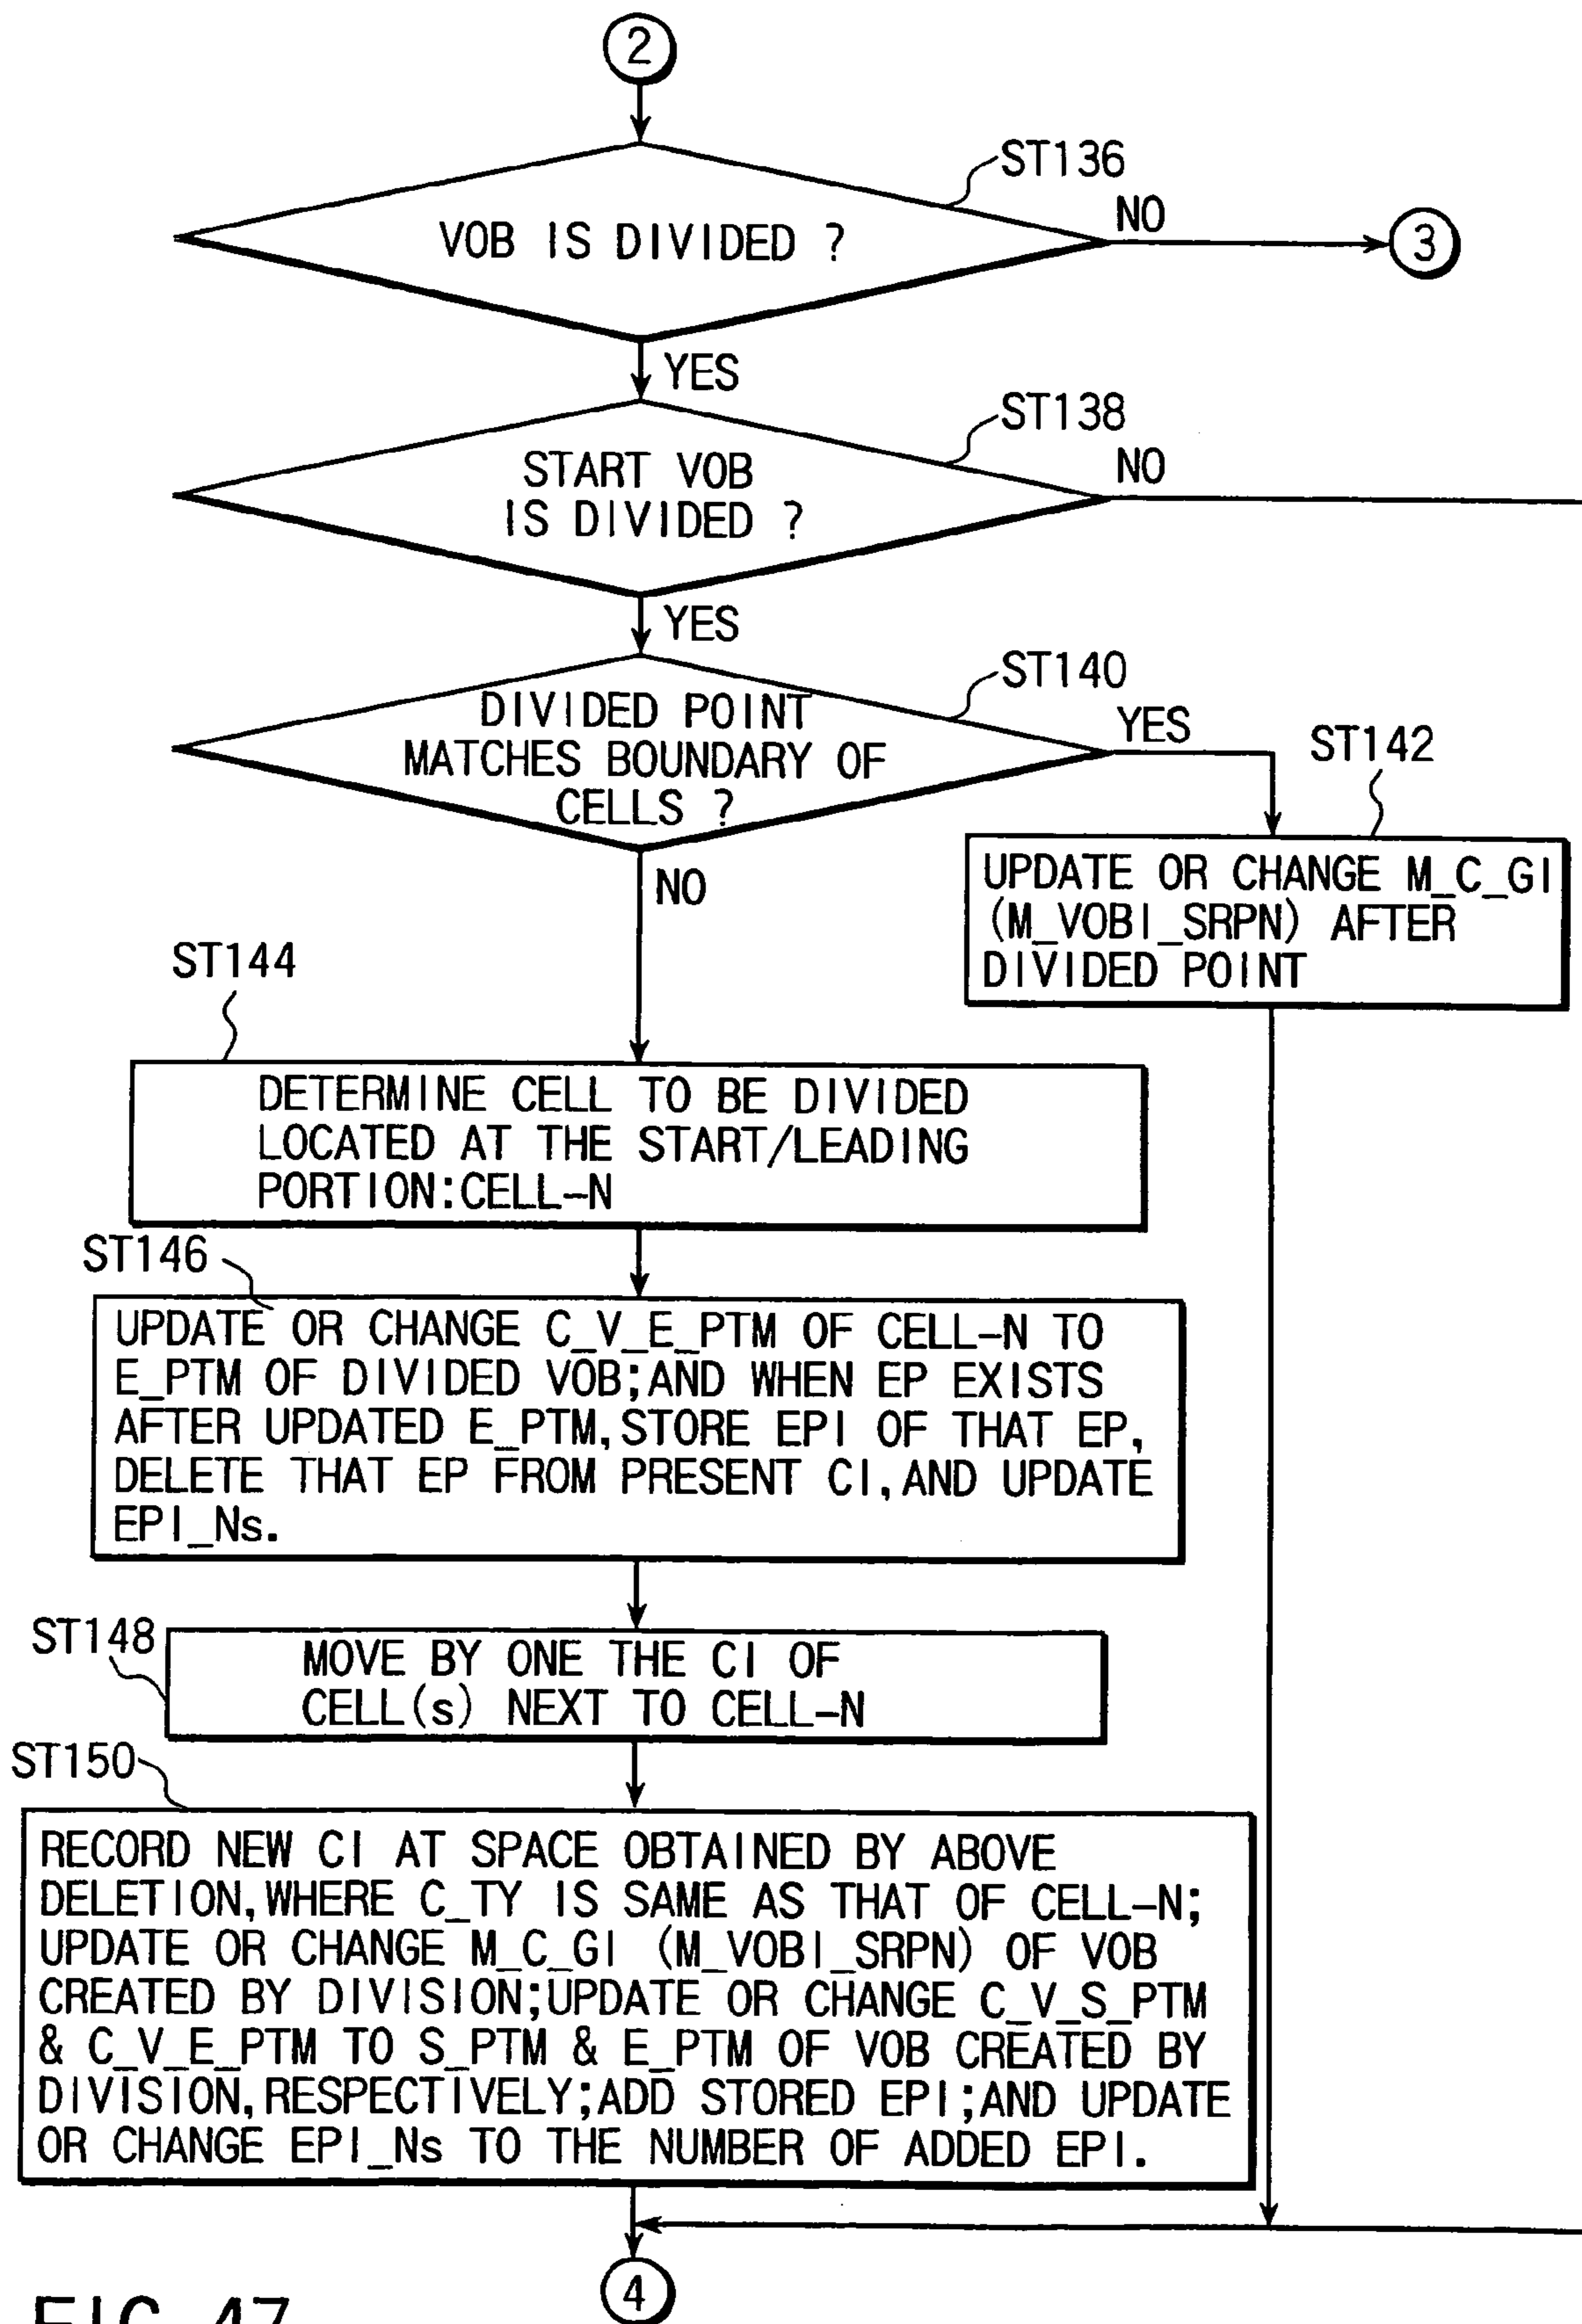 2
ST136
NO
VOB IS DIVIDED ?
3
YES
ST138
NO
START VOB
IS DIVIDED ?
YES
ST140
DIVIDED POINT
MATCHES BOUNDARY OF
CELLS ?
YES
ST142
NO
UPDATE OR CHANGE M_C_GI
(M_VOBI_SRPN) AFTER
DIVIDED POINT
ST144
DETERMINE CELL TO BE DIVIDED
LOCATED AT THE START/LEADING
PORTION:CELL-N
ST146
UPDATE OR CHANGE C_V_E_PTM OF CELL-N TO
E_PTM OF DIVIDED VOB;AND WHEN EP EXISTS
AFTER UPDATED E_PTM,STORE EPI OF THAT EP,
DELETE THAT EP FROM PRESENT CI,AND UPDATE
EPI_Ns.
ST148
MOVE BY ONE THE CI OF
CELL(s) NEXT TO CELL-N
ST150
RECORD NEW CI AT SPACE OBTAINED BY ABOVE
DELETION,WHERE C_TY IS SAME AS THAT OF CELL-N;
UPDATE OR CHANGE M_C_GI (M_VOBI_SRPN) OF VOB
CREATED BY DIVISION;UPDATE OR CHANGE C_V_S_PTM
& C_V_E_PTM TO S_PTM & E_PTM OF VOB CREATED BY
DIVISION,RESPECTIVELY;ADD STORED EPI;AND UPDATE
OR CHANGE EPI_Ns TO THE NUMBER OF ADDED EPI.
4
FIG. 47